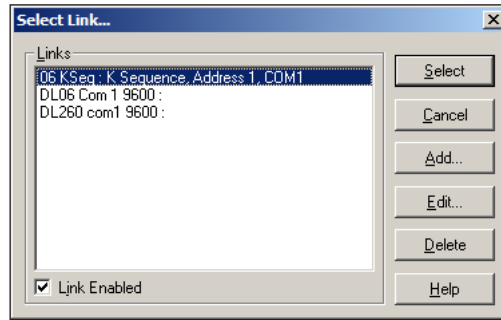 Select Link...
Links
06 KSeq : K Sequence, Address 1, COM1
DL06 Com 1 9600 :
DL260 com1 9600 :
Link Enabled
Select
Cancel
Add...
Edit...
Delete
Help